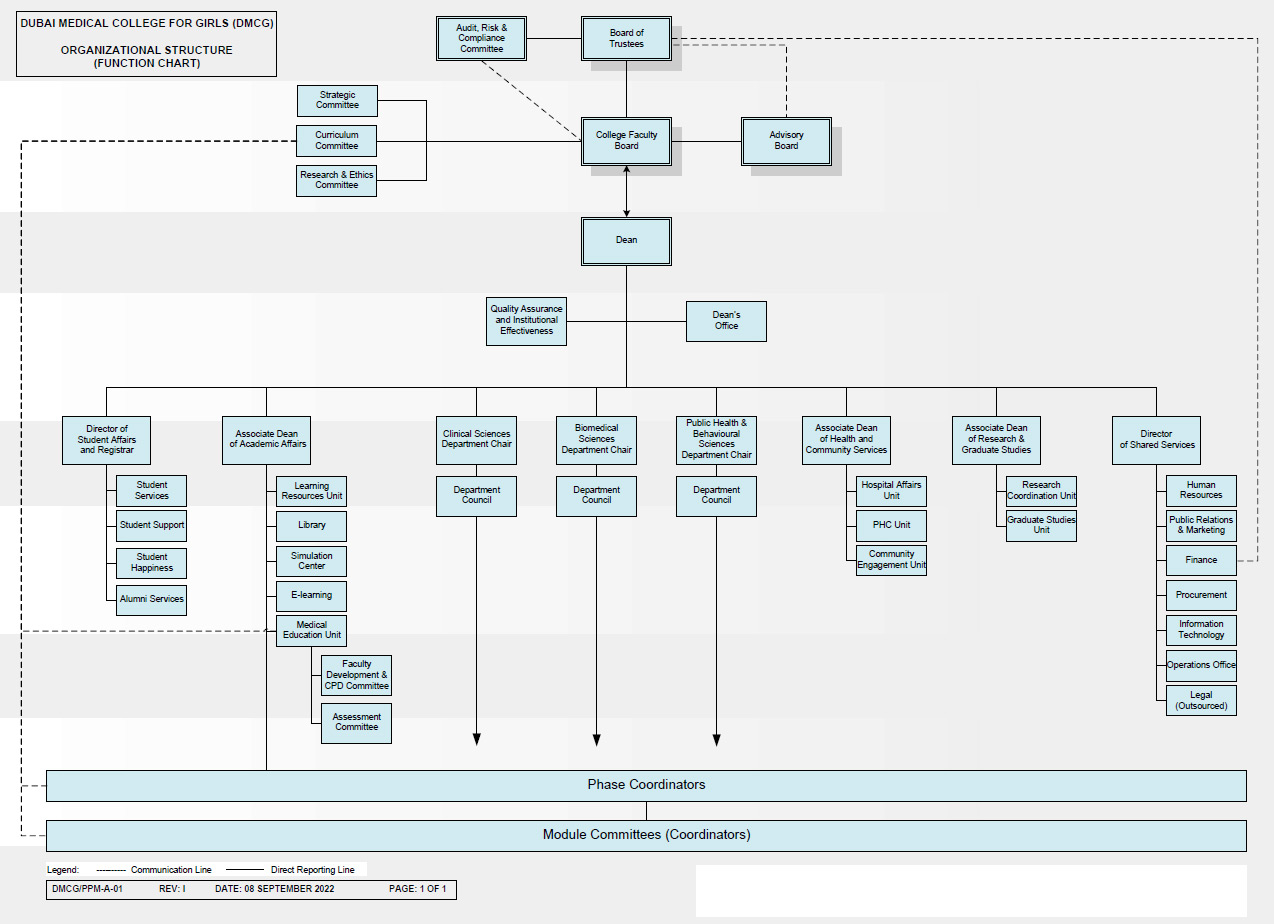 DUBAI MEDICAL COLLEGE FOR GIRLS (DMCG)
ORGANIZATIONAL STRUCTURE
(FUNCTION CHART)
Audit, Risk &
Compliance
Committee
Board of
Trustees
Strategic
Committee
Curriculum
Committee
Research & Ethics
Committee
College Faculty
Board
Advisory
Board
Dean
Quality Assurance
and Institutional
Effectiveness
Dean's
Office
Director of
Student Affairs
and Registrar
Associate Dean
of Academic Affairs
Clinical Sciences
Department Chair
Biomedical
Sciences
Department Chair
Public Health &
Behavioural
Sciences
Department Chair
Associate Dean
of Health and
Community Services
Associate Dean
of Research &
Graduate Studies
Director
of Shared Services
Student
Services
Student Support
Student
Happiness
Alumni Services
Learning
Resources Unit
Library
Simulation
Center
E-learning
Medical
Education Unit
Faculty
Development &
CPD Committee
Assessment
Committee
Department
Council
Department
Council
Department
Council
Hospital Affairs
Unit
PHC Unit
Community
Engagement Unit
Research
Coordination Unit
Graduate Studies
Unit
Human
Resources
Public Relations
& Marketing
Finance
Procurement
Information
Technology
Operations Office
Legal
(Outsourced)
Phase Coordinators
Module Committees (Coordinators)
Legend: ---------- Communication Line ——— Direct Reporting Line
DMCG/PPM-A-01 REV: I DATE: 08 SEPTEMBER 2022 PAGE: 1 OF 1